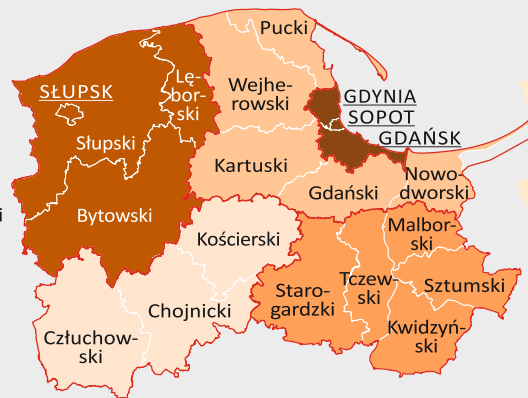 Pucki
Lę-
bor-
ski
Wejhe-
rowski
SŁUPSK
GDYNIA
SOPOT
GDAŃSK
Słupski
Kartuski
Gdański
Nowo-
dworski
Bytowski
Kościerski
Malbor-
ski
Staro-
gardzki
Tczew-
ski
Sztumski
Chojnicki
Kwidzyń-
ski
Człuchow-
ski